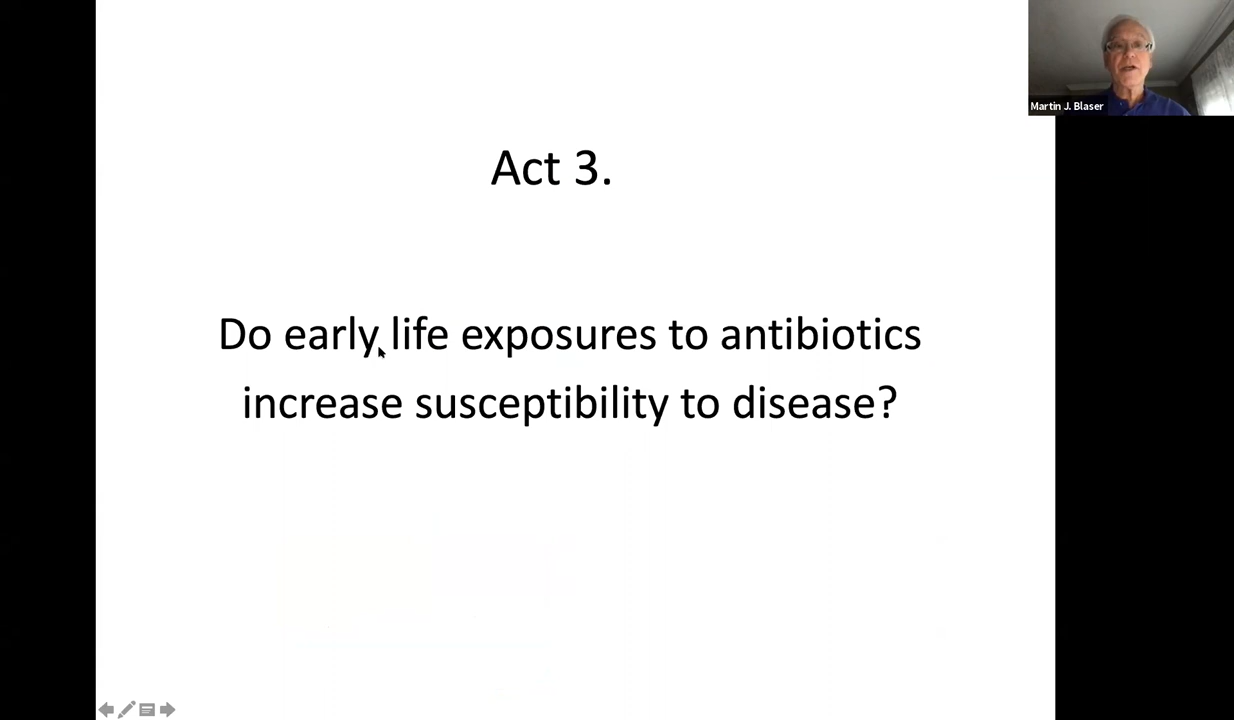 Martin J. Blaser
Act 3.
Do early life exposures to antibiotics
increase susceptibility to disease?